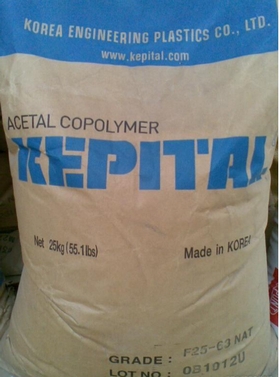 KOREA ENGINEERING PLASTICS CO., LTD.
www.kepital.com
ACETAL COPOLYMER
KEPITAL
Net 25kg (55.1lbs) Made in KOREA
GRADE : F25-63 NAT
LOT NO : 0B1012U